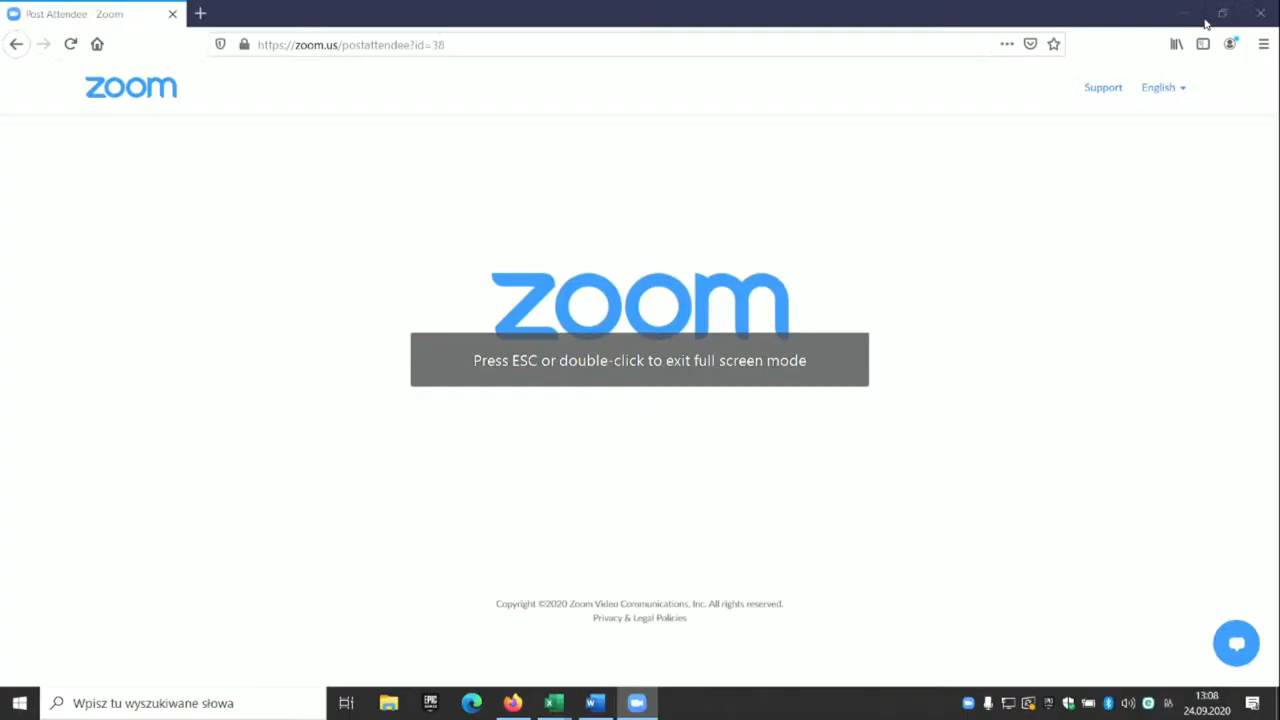 Post Attendee - Zoom
https://zoom.us/postattendee?id=38
zoom
Support
English
zoom
Press ESC or double-click to exit full screen mode
Copyright ©2020 Zoom Video Communications, Inc. All rights reserved.
Privacy & Legal Policies
EPIC
Wpisz tu wyszukiwane słowa
13:08
24.09.2020